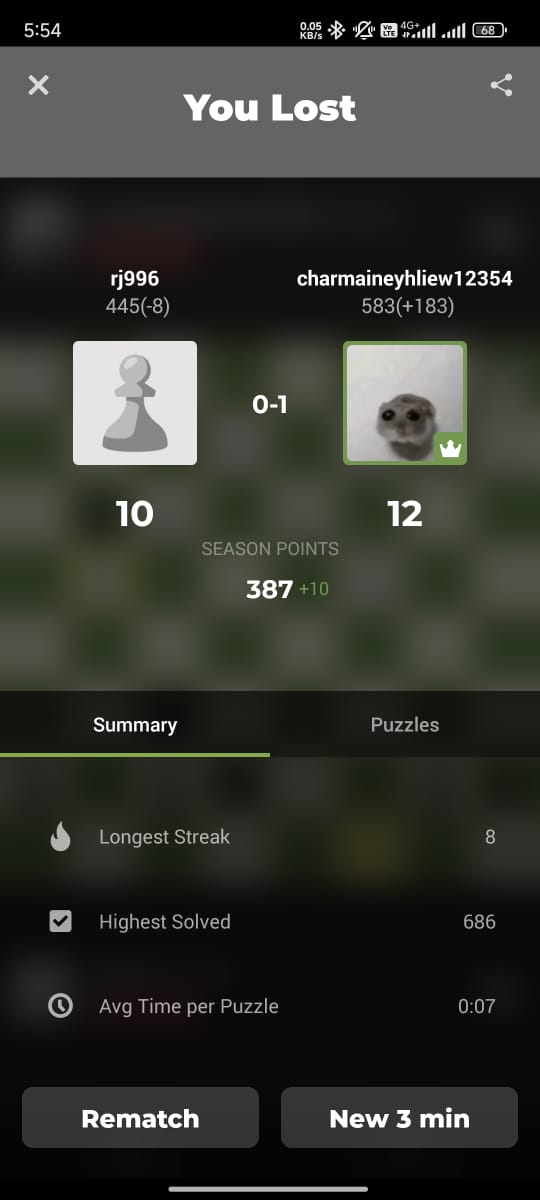 5:54
0.05
KB/s
Vo
LTE
4G+
68
You Lost
rj996
charmaineyhliew12354
445(-8)
583(+183)
0-1
10
12
SEASON POINTS
387 +10
Summary
Puzzles
Longest Streak
8
Highest Solved
686
Avg Time per Puzzle
0:07
Rematch
New 3 min